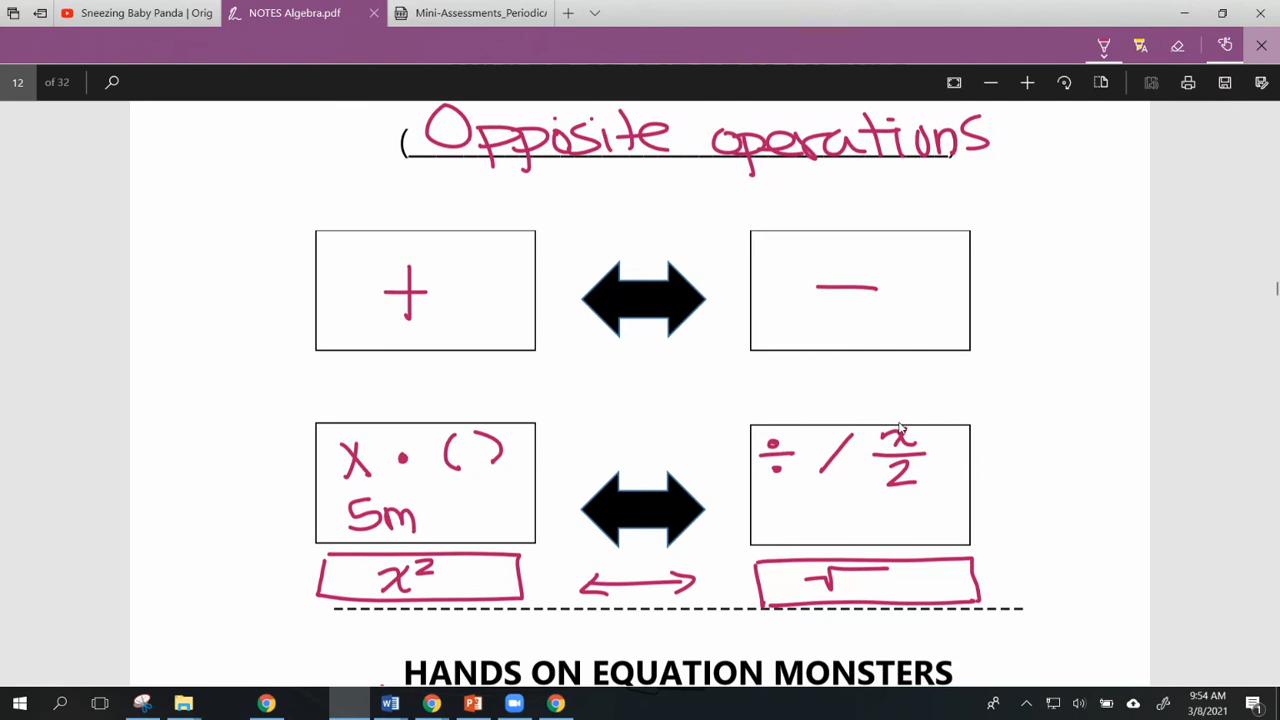 Sneezing Baby Panda | Orig
NOTES Algebra.pdf
Mini-Assessments_Periodica
12 of 32
(Opposite operations)
+
−
x · ( )
5m
÷ / x/2
x²
√
HANDS ON EQUATION MONSTERS
9:54 AM
3/8/2021